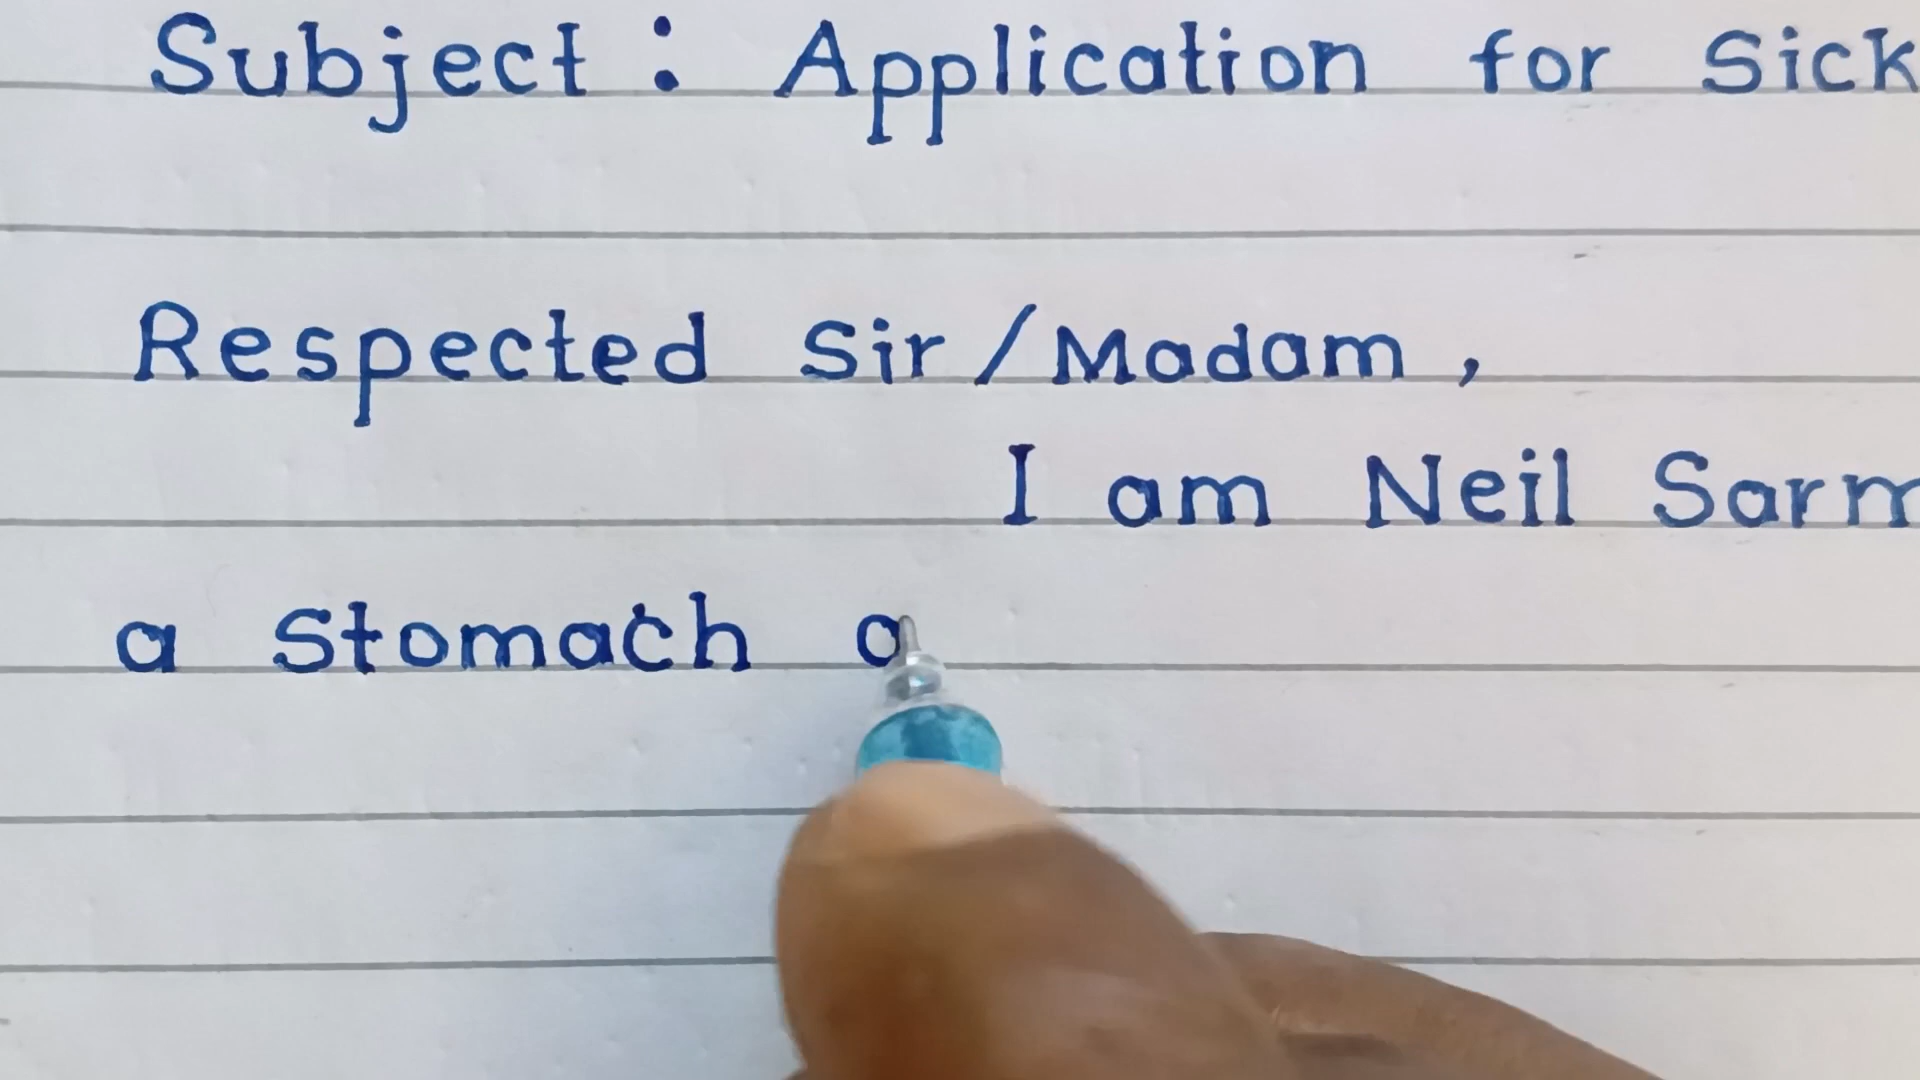 Subject : Application for Sick
Respected Sir/Madam,
I am Neil Sarm
a stomach a